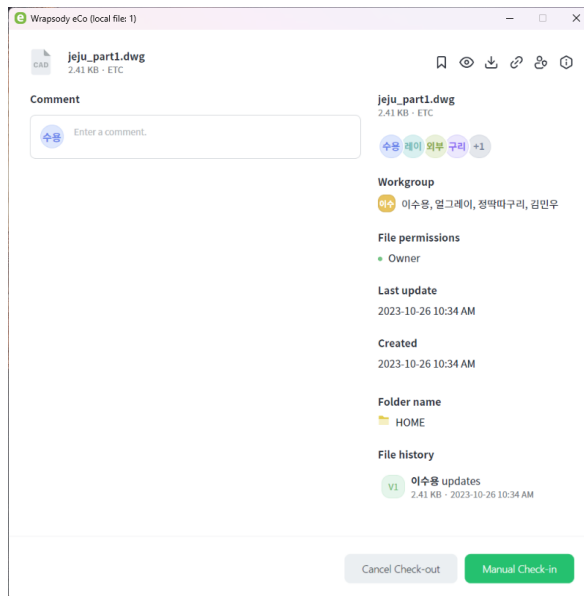 Wrapsody eCo (local file: 1)
CAD
jeju_part1.dwg
2.41 KB · ETC
Comment
수용
Enter a comment.
jeju_part1.dwg
2.41 KB · ETC
수용 레이 외부 구리 +1
Workgroup
이수 이수용, 얼그레이, 정딱따구리, 김민우
File permissions
Owner
Last update
2023-10-26 10:34 AM
Created
2023-10-26 10:34 AM
Folder name
HOME
File history
V1
이수용 updates
2.41 KB · 2023-10-26 10:34 AM
Cancel Check-out
Manual Check-in